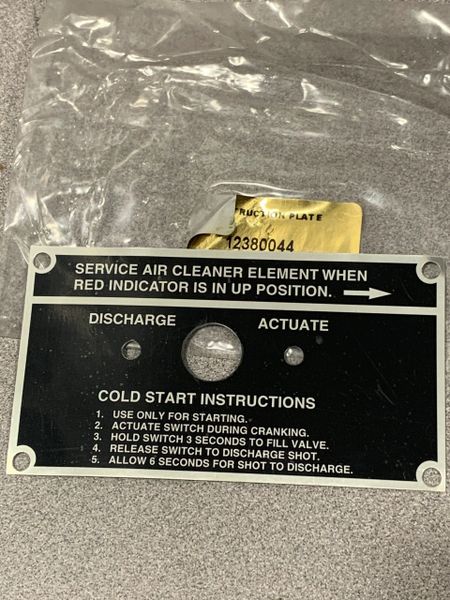 RUCTION PLATE
12380044
SERVICE AIR CLEANER ELEMENT WHEN
RED INDICATOR IS IN UP POSITION.
DISCHARGE ACTUATE
COLD START INSTRUCTIONS
1. USE ONLY FOR STARTING.
2. ACTUATE SWITCH DURING CRANKING.
3. HOLD SWITCH 3 SECONDS TO FILL VALVE.
4. RELEASE SWITCH TO DISCHARGE SHOT.
5. ALLOW 6 SECONDS FOR SHOT TO DISCHARGE.